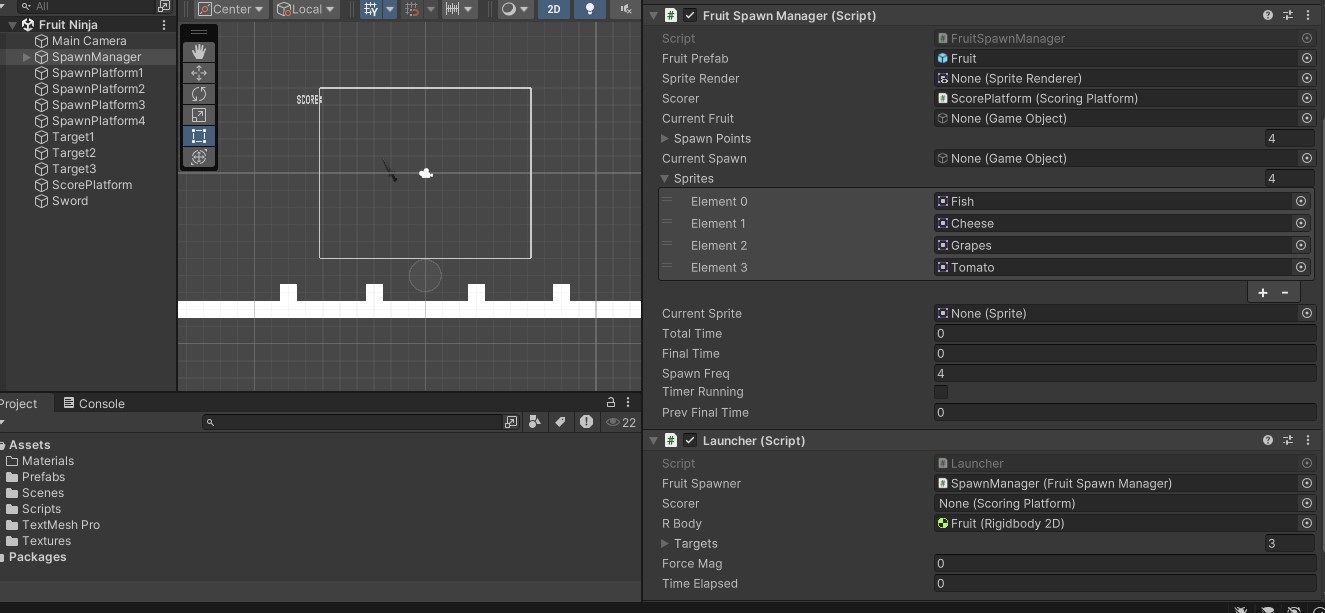 All
Fruit Ninja
Main Camera
SpawnManager
SpawnPlatform1
SpawnPlatform2
SpawnPlatform3
SpawnPlatform4
Target1
Target2
Target3
ScorePlatform
Sword
Center
Local
2D
SCORE:
Project
Console
22
Assets
Materials
Prefabs
Scenes
Scripts
TextMesh Pro
Textures
Packages
# Fruit Spawn Manager (Script)
Script # FruitSpawnManager
Fruit Prefab Fruit
Sprite Render None (Sprite Renderer)
Scorer # ScorePlatform (Scoring Platform)
Current Fruit None (Game Object)
Spawn Points 4
Current Spawn None (Game Object)
Sprites 4
Element 0 Fish
Element 1 Cheese
Element 2 Grapes
Element 3 Tomato
+ -
Current Sprite None (Sprite)
Total Time 0
Final Time 0
Spawn Freq 4
Timer Running
Prev Final Time 0
# Launcher (Script)
Script # Launcher
Fruit Spawner # SpawnManager (Fruit Spawn Manager)
Scorer None (Scoring Platform)
R Body Fruit (Rigidbody 2D)
Targets 3
Force Mag 0
Time Elapsed 0